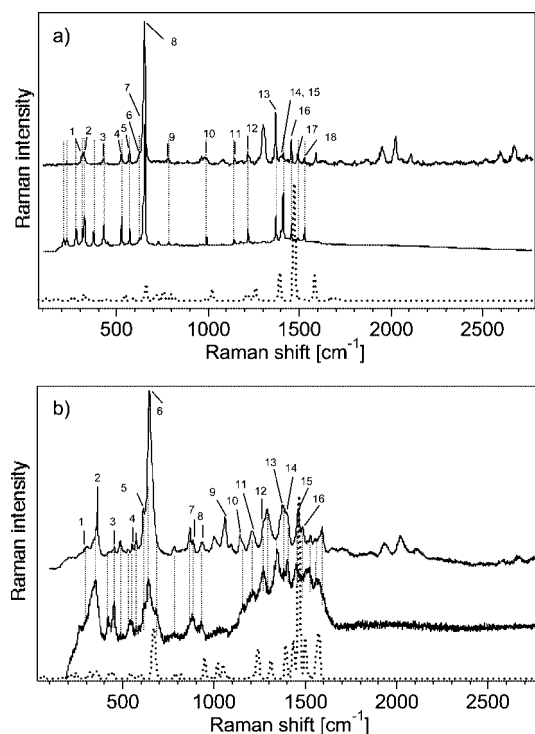 a)
8
7
13
14, 15
1 2 3 4 5 6 9 10 11 12 16 17 18
Raman intensity
500 1000 1500 2000 2500
Raman shift [cm-1]
b)
6
1 2 3 4 5 7 8 9 10 11 12 13 14 15 16
Raman intensity
500 1000 1500 2000 2500
Raman shift [cm-1]